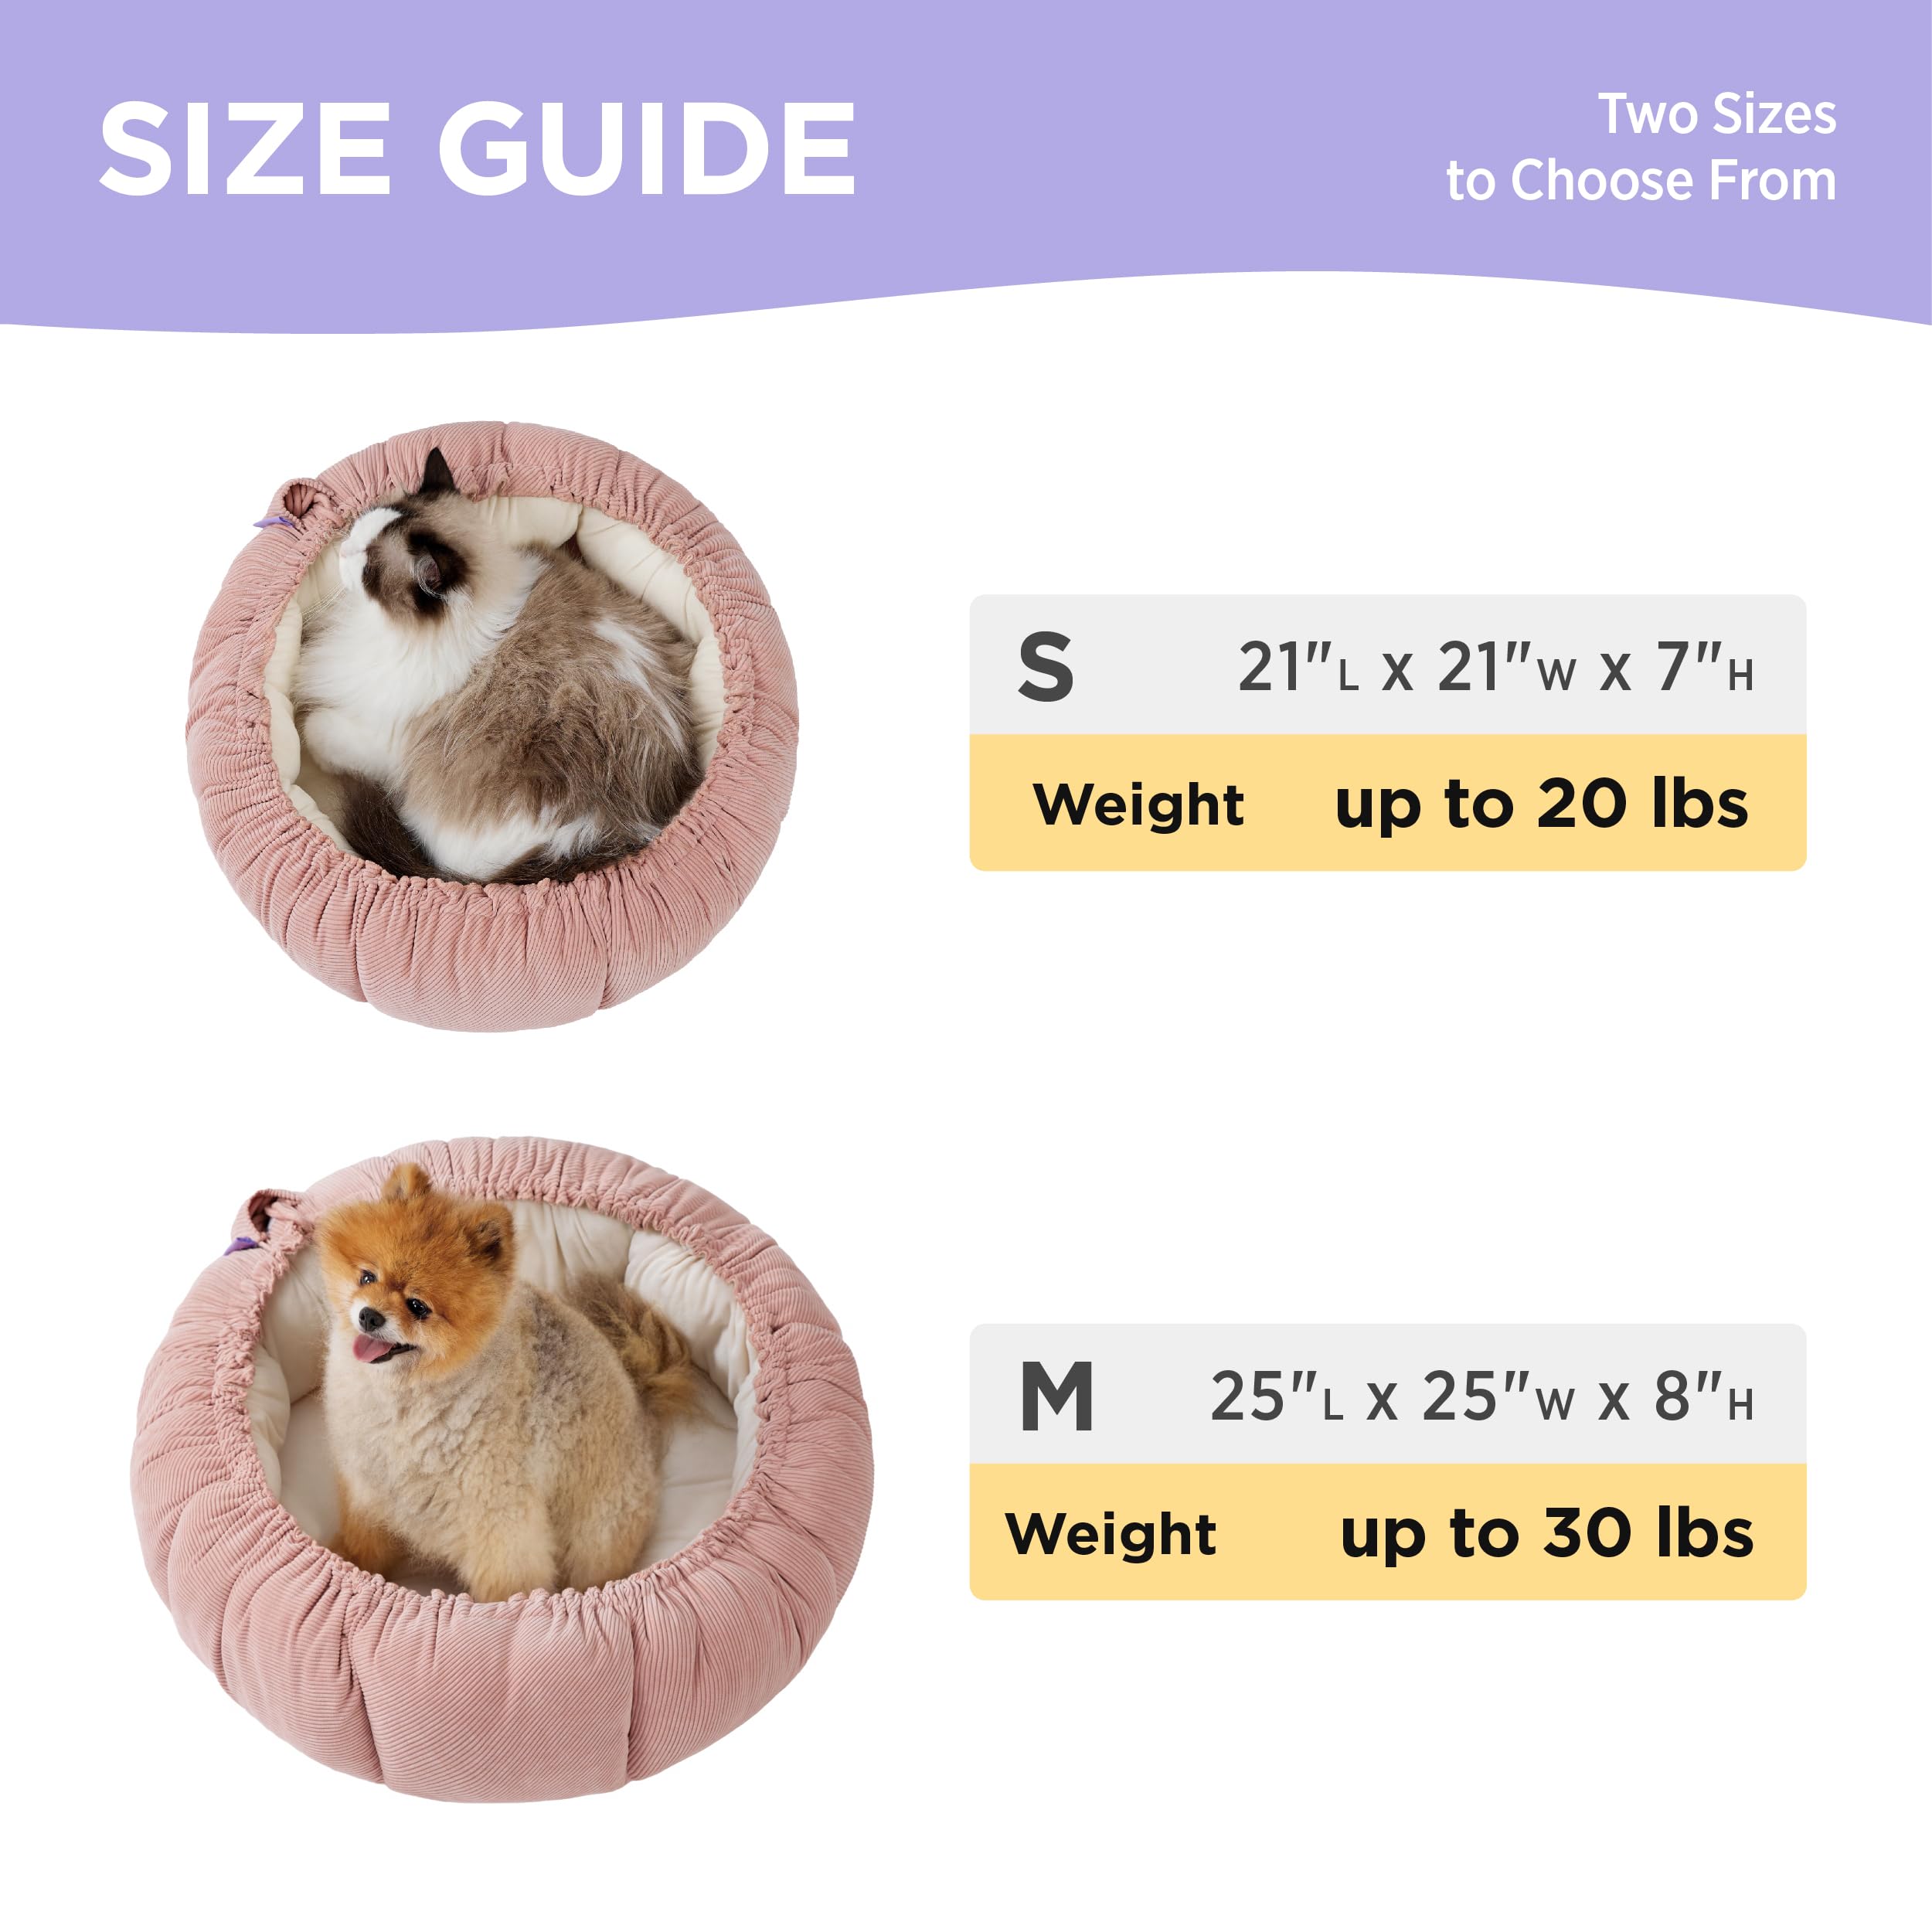 SIZE GUIDE
Two Sizes
to Choose From
S 21"L x 21"W x 7"H
Weight up to 20 lbs
M 25"L x 25"W x 8"H
Weight up to 30 lbs